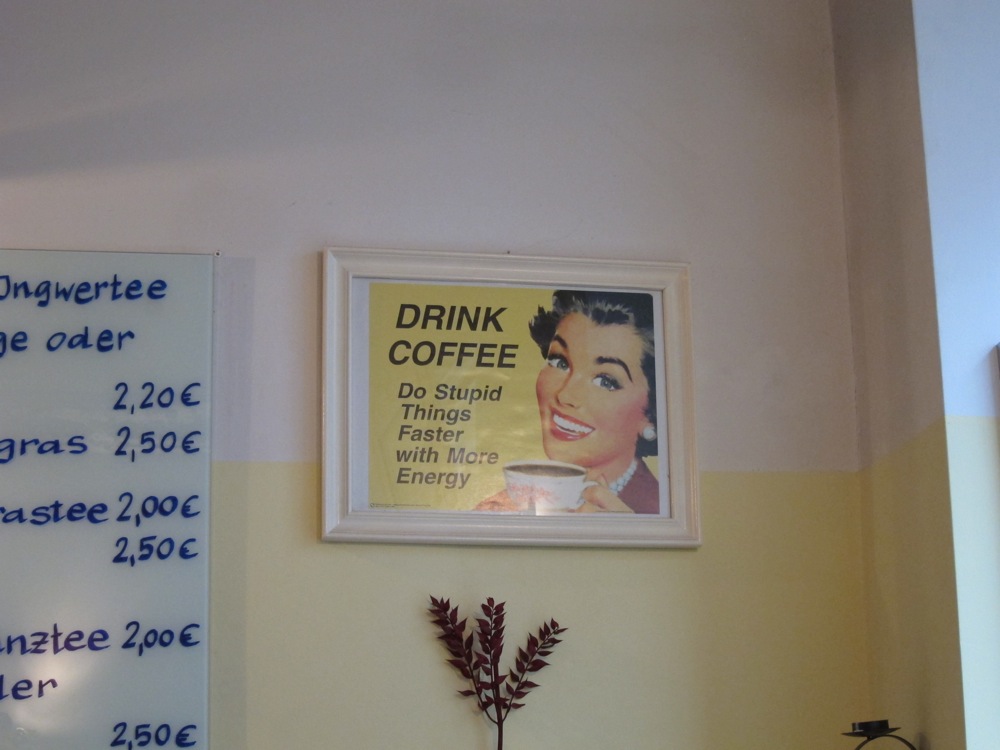 Ingwertee
ge oder
2,20€
gras 2,50€
rastee 2,00€
2,50€
nztee 2,00€
ler
2,50€
DRINK
COFFEE
Do Stupid
Things
Faster
with More
Energy